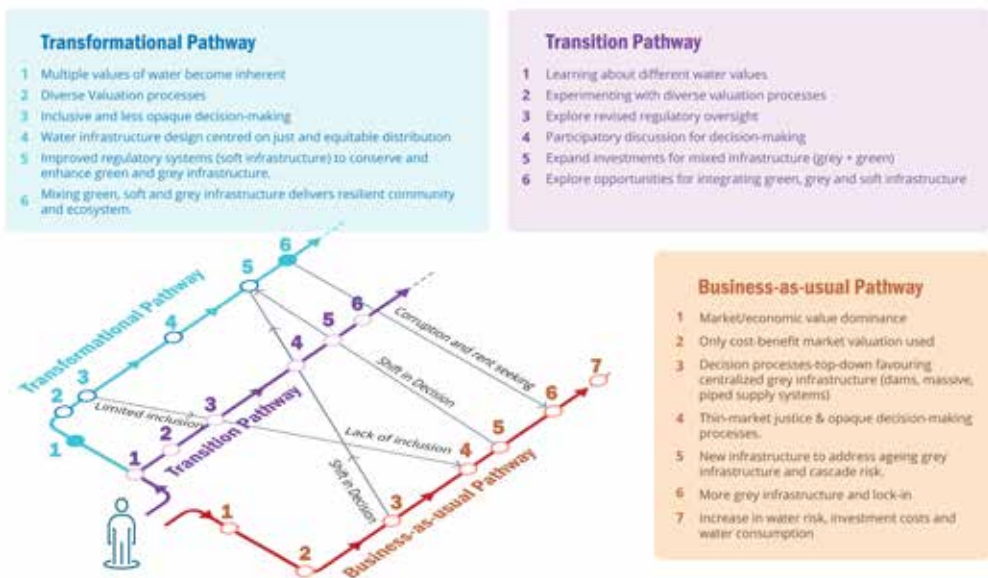 Transformational Pathway
1 Multiple values of water become inherent
2 Diverse Valuation processes
3 Inclusive and less opaque decision-making
4 Water infrastructure design centred on just and equitable distribution
5 Improved regulatory systems (soft infrastructure) to conserve and
enhance green and grey infrastructure.
6 Mixing green, soft and grey infrastructure delivers resilient community
and ecosystem
Transition Pathway
1 Learning about different water values
2 Experimenting with diverse valuation processes
3 Explore revised regulatory oversight
4 Participatory discussion for decision-making
5 Expand investments for mixed infrastructure (grey + green)
6 Explore opportunities for integrating green, grey and soft infrastructure
Business-as-usual Pathway
1 Market/economic value dominance
2 Only cost-benefit market valuation used
3 Decision processes-top-down favouring
centralized grey infrastructure (dams, massive,
piped supply systems)
4 Thin-market justice & opaque decision-making
processes.
5 New infrastructure to address ageing grey
infrastructure and cascade risk.
6 More grey infrastructure and lock-in
7 Increase in water risk, investment costs and
water consumption
Transformational Pathway
1
2
3
4
5
6
Transition Pathway
1
2
3
4
5
6
Business-as-usual Pathway
1
2
3
4
5
6
7
Limited inclusion
Lack of inclusion
Shift in Decision
Shift in Decision
Corruption and rent seeking